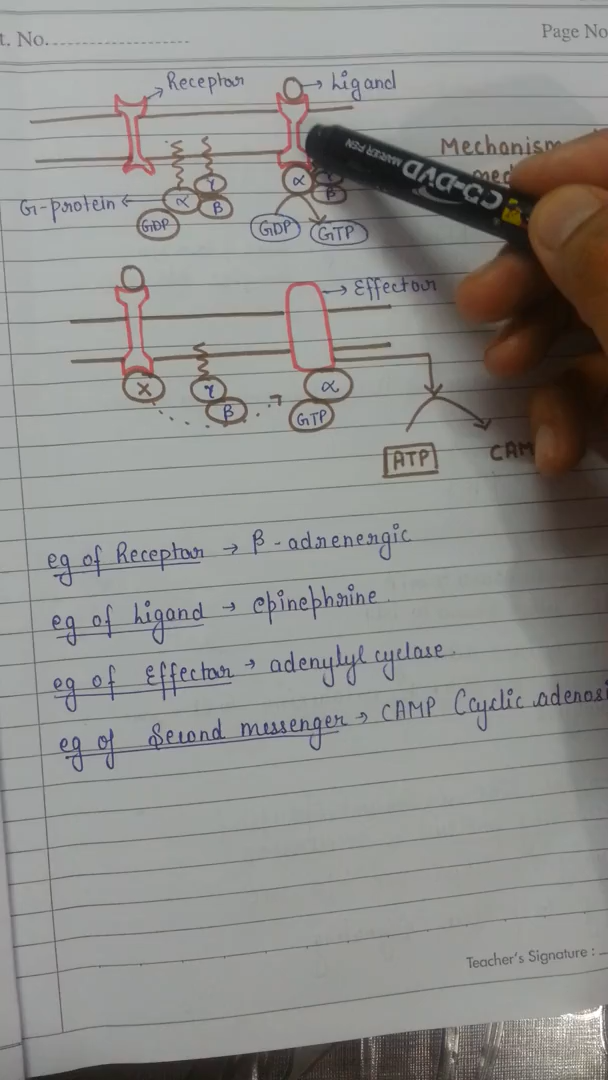 t. No.
Page No
Receptor
Ligand
Mechanism
med
CD-DVD MARKER PEN
G-protein
α
γ
β
GDP
α
β
GDP
GTP
Effector
X
γ
β
α
GTP
ATP
CAM
eg of Receptor → β-adrenergic
eg of Ligand → epinephrine.
eg of Effector → adenylyl cyclase.
eg of Second messenger → CAMP Ccyclic adenosi
Teacher's Signature :